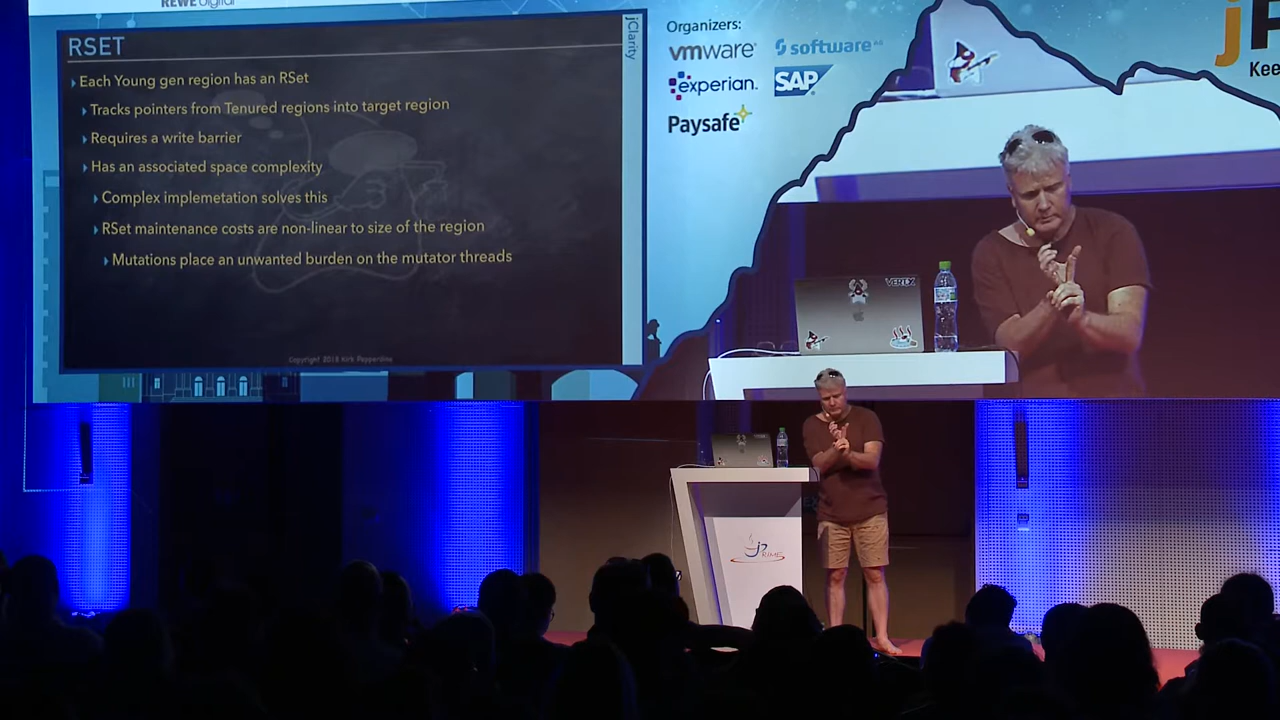 REWE digital
RSET
jClarity
Each Young gen region has an RSet
Tracks pointers from Tenured regions into target region
Requires a write barrier
Has an associated space complexity
Complex implemetation solves this
RSet maintenance costs are non-linear to size of the region
Mutations place an unwanted burden on the mutator threads
Copyright 2018 Kirk Pepperdine
Organizers:
vmware
software AG
experian.
SAP
Paysafe
Kee
VERT.X